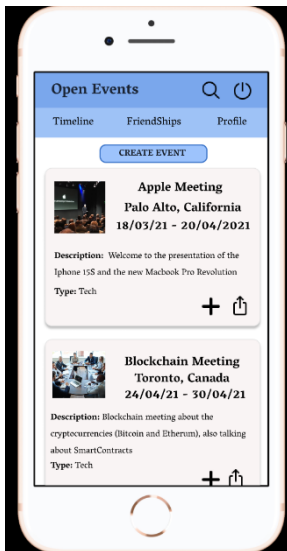 Open Events
Timeline FriendShips Profile
CREATE EVENT
Apple Meeting
Palo Alto, California
18/03/21 - 20/04/2021
Description: Welcome to the presentation of the
Iphone 15$ and the new Macbook Pro Revolution
Type: Tech
Blockchain Meeting
Toronto, Canada
24/04/21 - 30/04/21
Description: Blockchain meeting about the
cryptocurrencies (Bitcoin and Etherum), also talking
about SmartContracts
Type: Tech